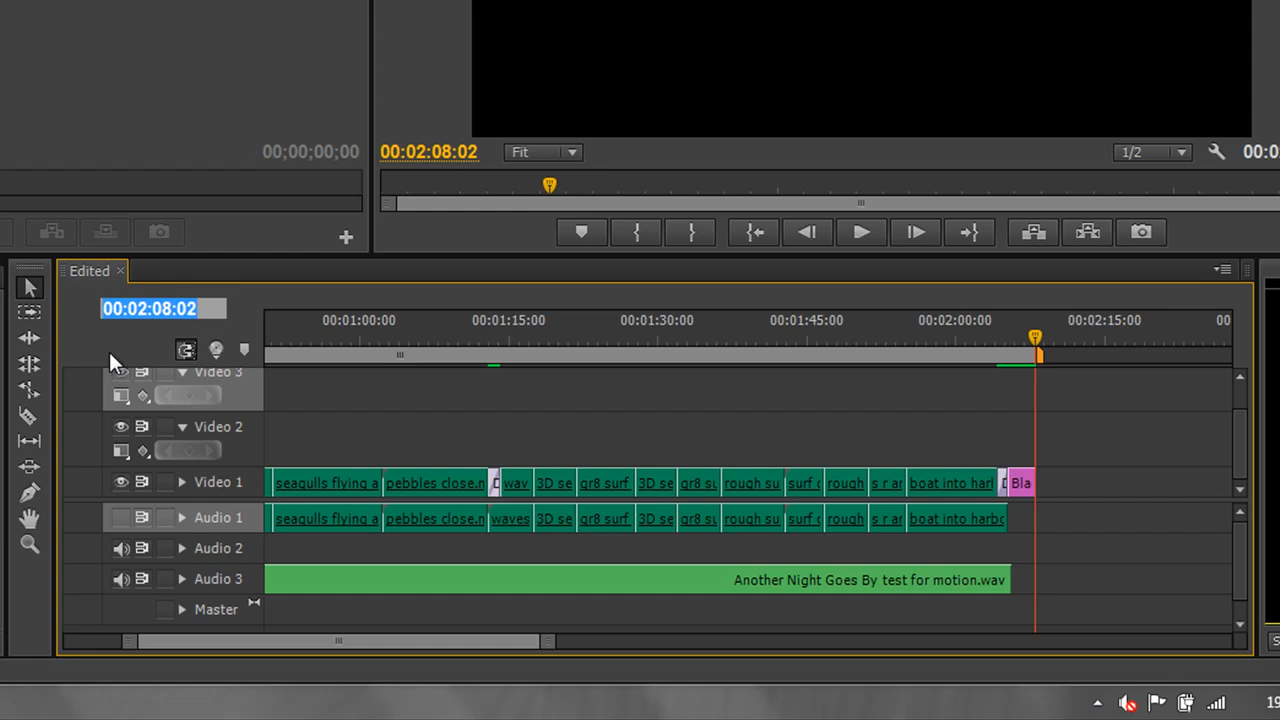 00;00;00;00
00:02:08:02
Fit
1/2
00:0
Edited
00:02:08:02
00:01:00:00
00:01:15:00
00:01:30:00
00:01:45:00
00:02:00:00
00:02:15:00
00
Video 3
Video 2
Video 1
seagulls flying a
pebbles close.n
wav
3D se
gr8 surf
3D se
gr8 su
rough su
surf c
rough
s r ar
boat into harl
Bla
Audio 1
seagulls flying a
pebbles close.n
waves
3D se
gr8 surf
3D se
gr8 su
rough su
surf c
rough
s r ar
boat into harbc
Audio 2
Audio 3
Another Night Goes By test for motion.wav
Master
S
19